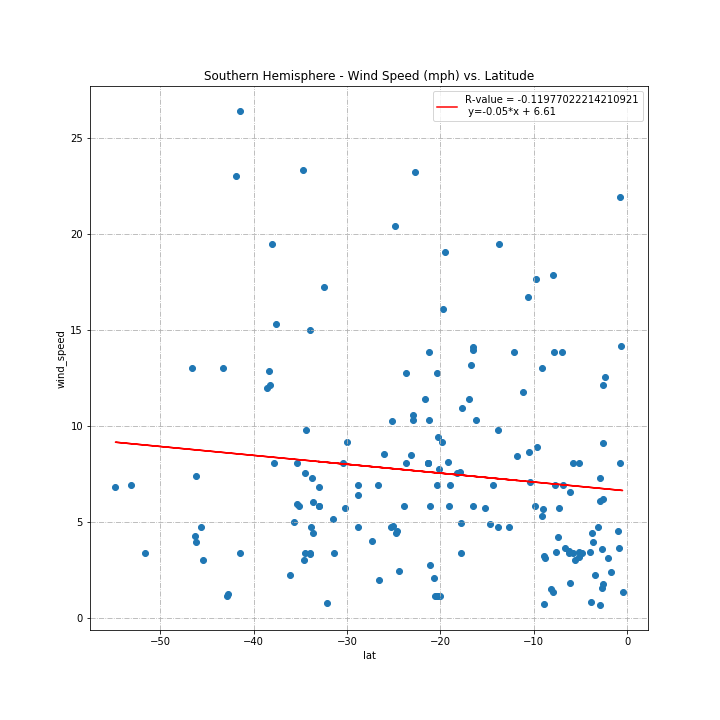 Southern Hemisphere - Wind Speed (mph) vs. Latitude
R-value = -0.11977022214210921
y=-0.05*x + 6.61
25
20
15
10
5
0
wind_speed
−50
−40
−30
−20
−10
0
lat